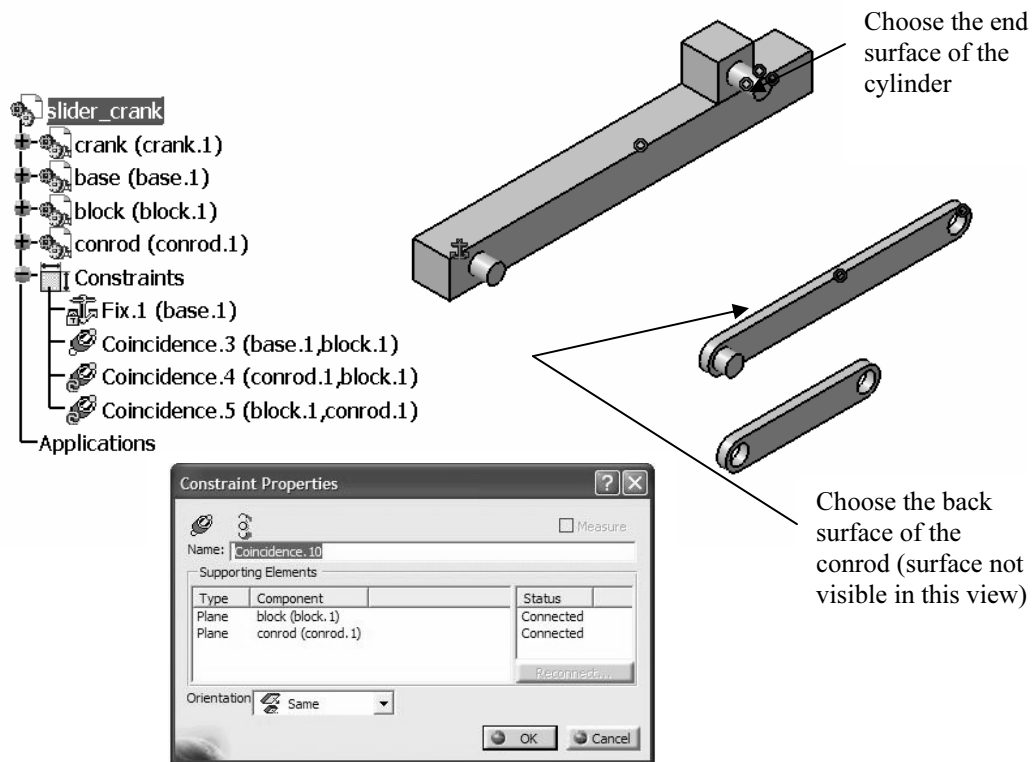 Choose the end
surface of the
cylinder
slider_crank
crank (crank.1)
base (base.1)
block (block.1)
conrod (conrod.1)
Constraints
Fix.1 (base.1)
Coincidence.3 (base.1,block.1)
Coincidence.4 (conrod.1,block.1)
Coincidence.5 (block.1,conrod.1)
Applications
Choose the back
surface of the
conrod (surface not
visible in this view)
Constraint Properties
Measure
Name: Coincidence.10
Supporting Elements
Type Component Status
Plane block (block.1) Connected
Plane conrod (conrod.1) Connected
Reconnect...
Orientation Same
OK Cancel